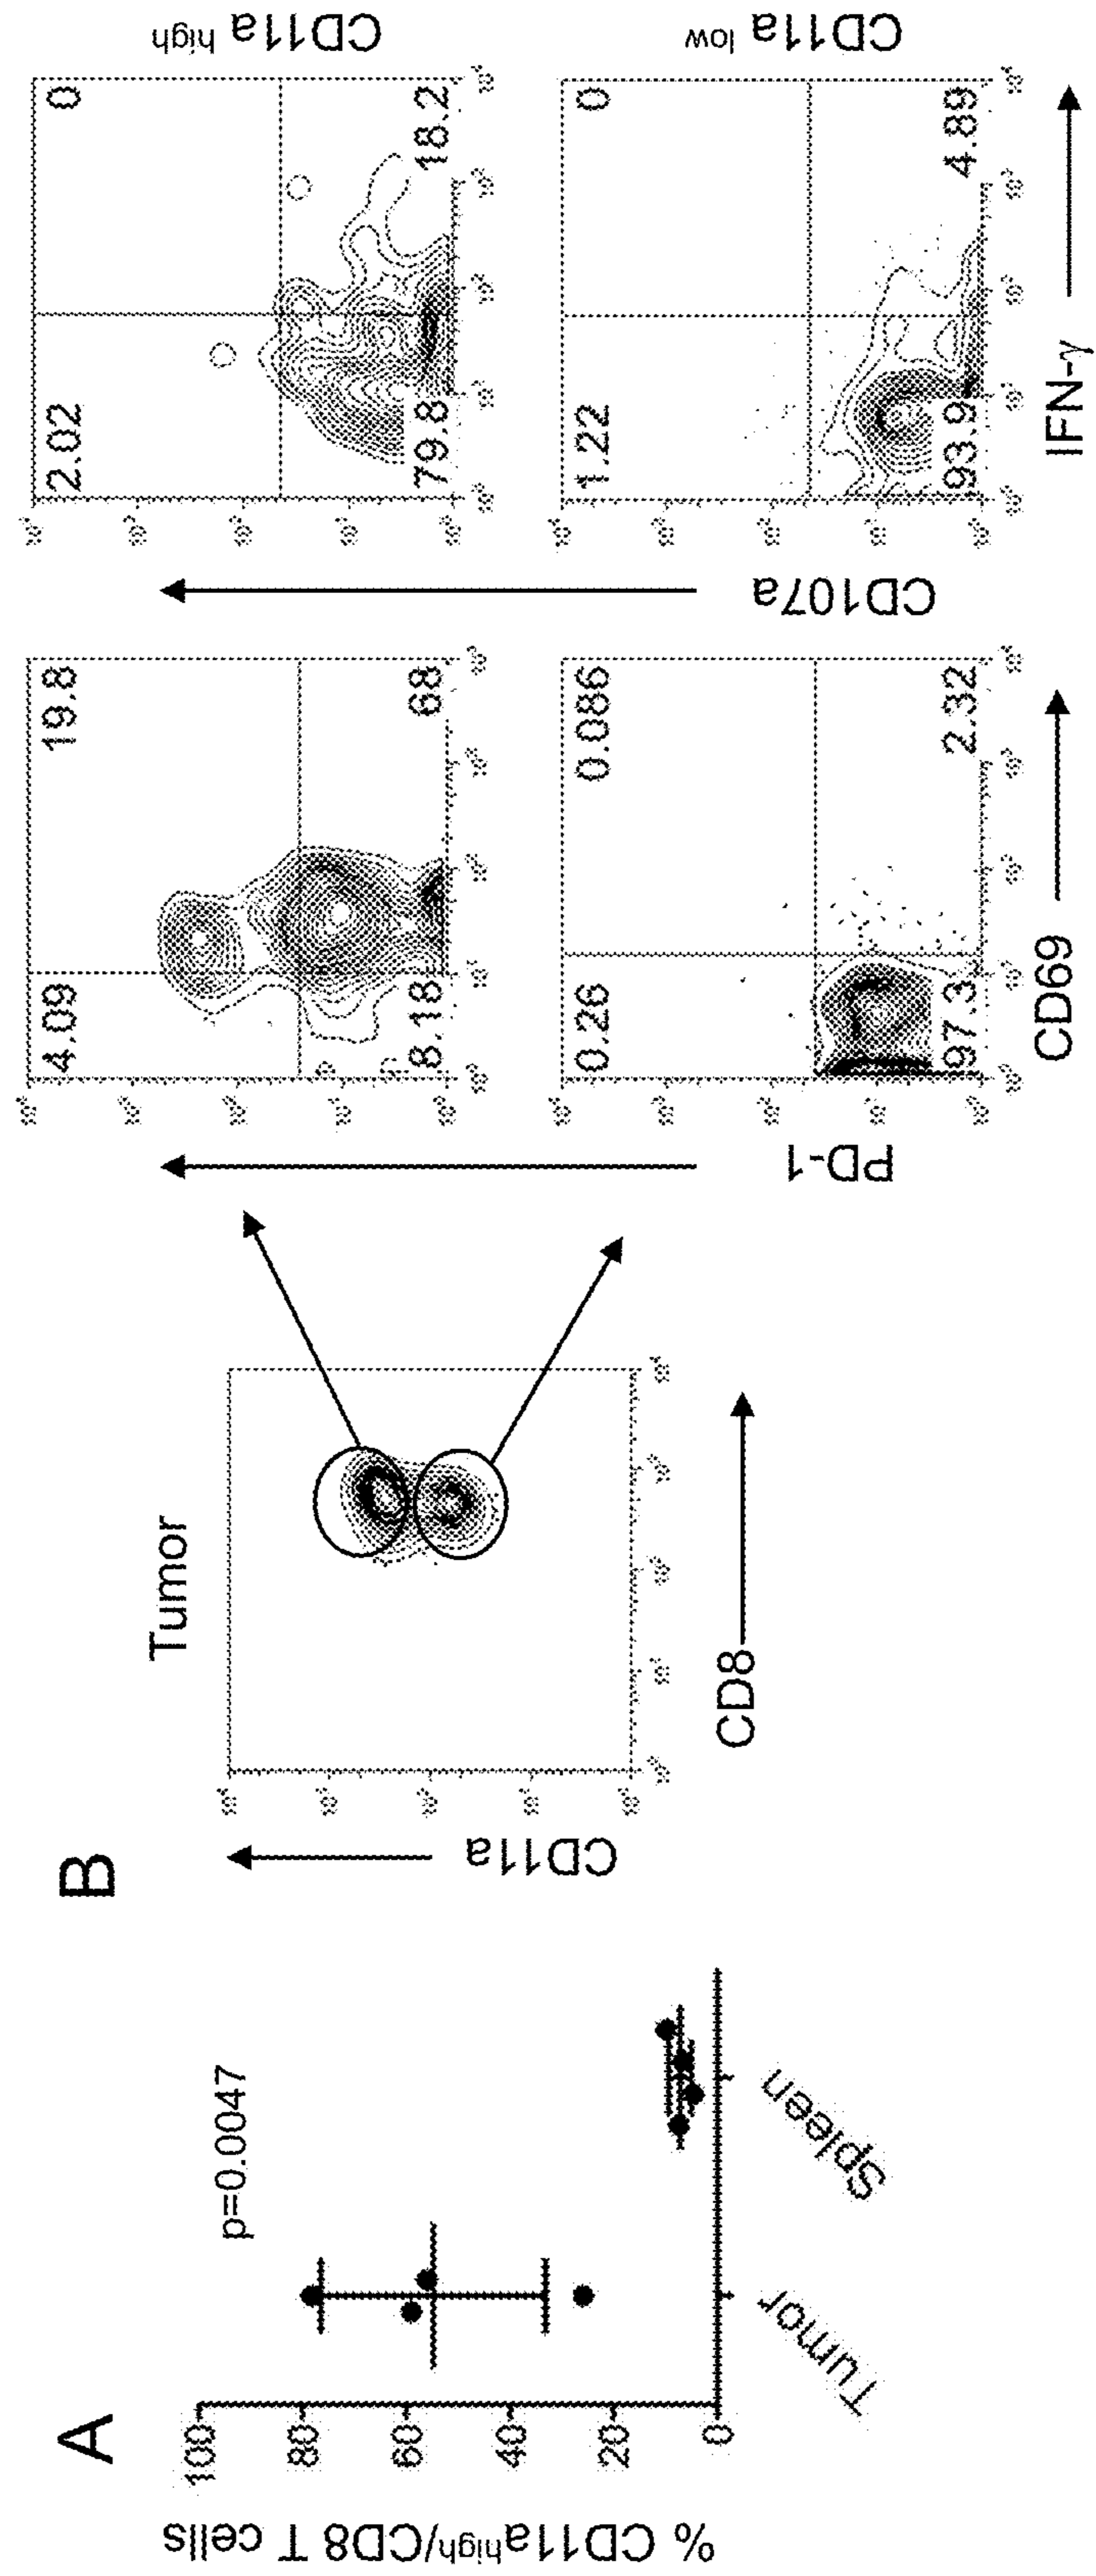 A
% CD11ahigh/CD8 T cells
100
80
60
40
20
0
p=0.0047
Tumor
Spleen
B
Tumor
CD11a
CD8
4.09
19.8
8.18
68
0.26
0.086
97.3
2.32
PD-1
CD69
2.02
0
79.8
18.2
CD11a high
1.22
0
93.9
4.89
CD11a low
CD107a
IFN-γ